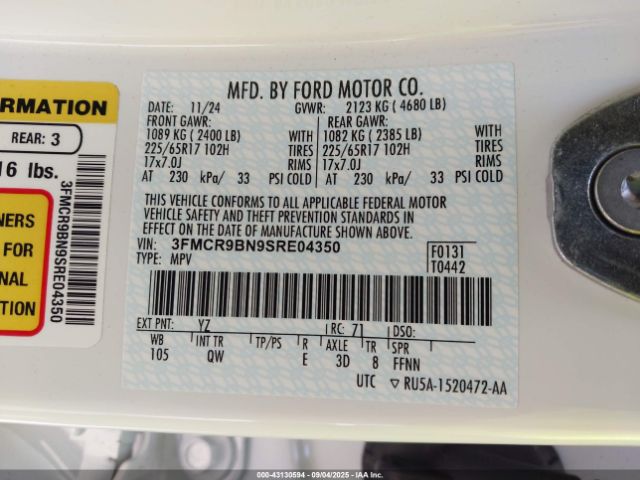 RMATION
REAR: 3
16 lbs.
NERS
FOR
NAL
ATION
3FMCR9BN9SRE04350
MFD. BY FORD MOTOR CO.
DATE: 11/24 GVWR: 2123 KG ( 4680 LB)
FRONT GAWR: REAR GAWR:
1089 KG ( 2400 LB) WITH 1082 KG ( 2385 LB) WITH
225/65R17 102H TIRES 225/65R17 102H TIRES
17x7.0J RIMS 17x7.0J RIMS
AT 230 kPa/ 33 PSI COLD AT 230 kPa/ 33 PSI COLD
THIS VEHICLE CONFORMS TO ALL APPLICABLE FEDERAL MOTOR
VEHICLE SAFETY AND THEFT PREVENTION STANDARDS IN
EFFECT ON THE DATE OF MANUFACTURE SHOWN ABOVE.
VIN: 3FMCR9BN9SRE04350 F0131
TYPE: MPV T0442
EXT PNT: YZ RC: 71 DSO:
WB INT TR TP/PS R AXLE TR SPR
105 QW E 3D 8 FFNN
UTC ▽ RU5A-1520472-AA
000-43130594 - 09/04/2025 - IAAI.com